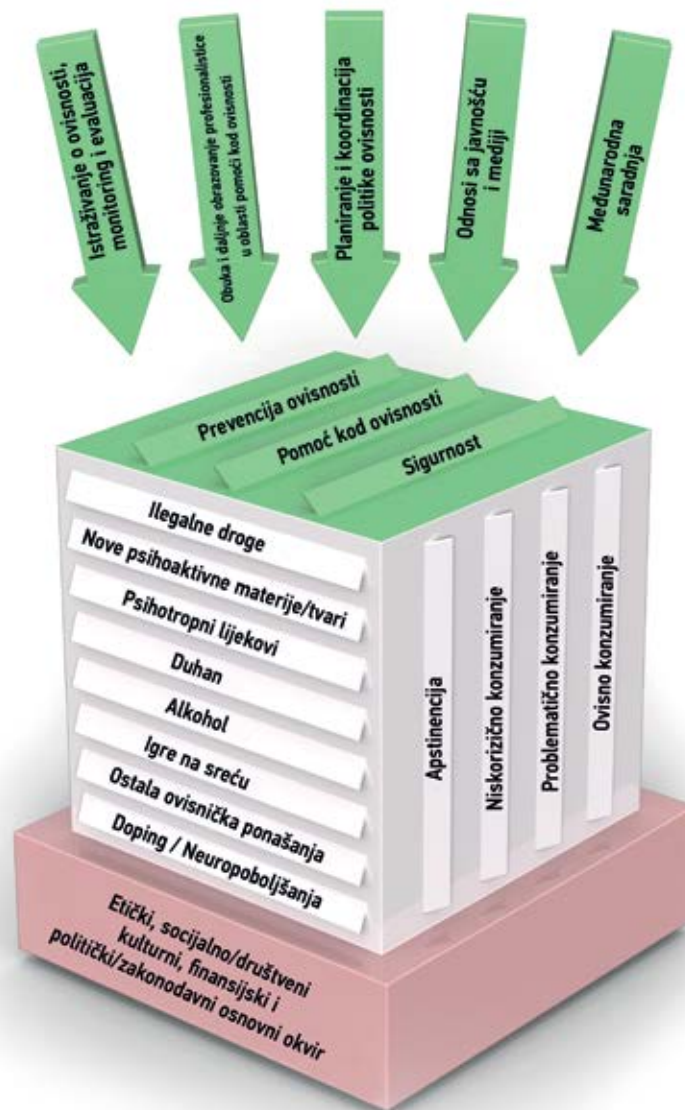 Istraživanje o ovisnosti,
monitoring i evaluacija
Obuka i daljnje obrazovanje profesionalistice
u oblasti pomoći kod ovisnosti
Planiranje i koordinacija
politike ovisnosti
Odnosi sa javnošću
i mediji
Međunarodna
saradnja
Prevencija ovisnosti
Pomoć kod ovisnosti
Sigurnost
Ilegalne droge
Nove psihoaktivne materije/tvari
Psihotropni lijekovi
Duhan
Alkohol
Igre na sreću
Ostala ovisnička ponašanja
Doping / Neuropoboljšanja
Apstinencija
Niskorizično konzumiranje
Problematično konzumiranje
Ovisno konzumiranje
Etički, socijalno/društveni
kulturni, finansijski i
politički/zakonodavni osnovni okvir